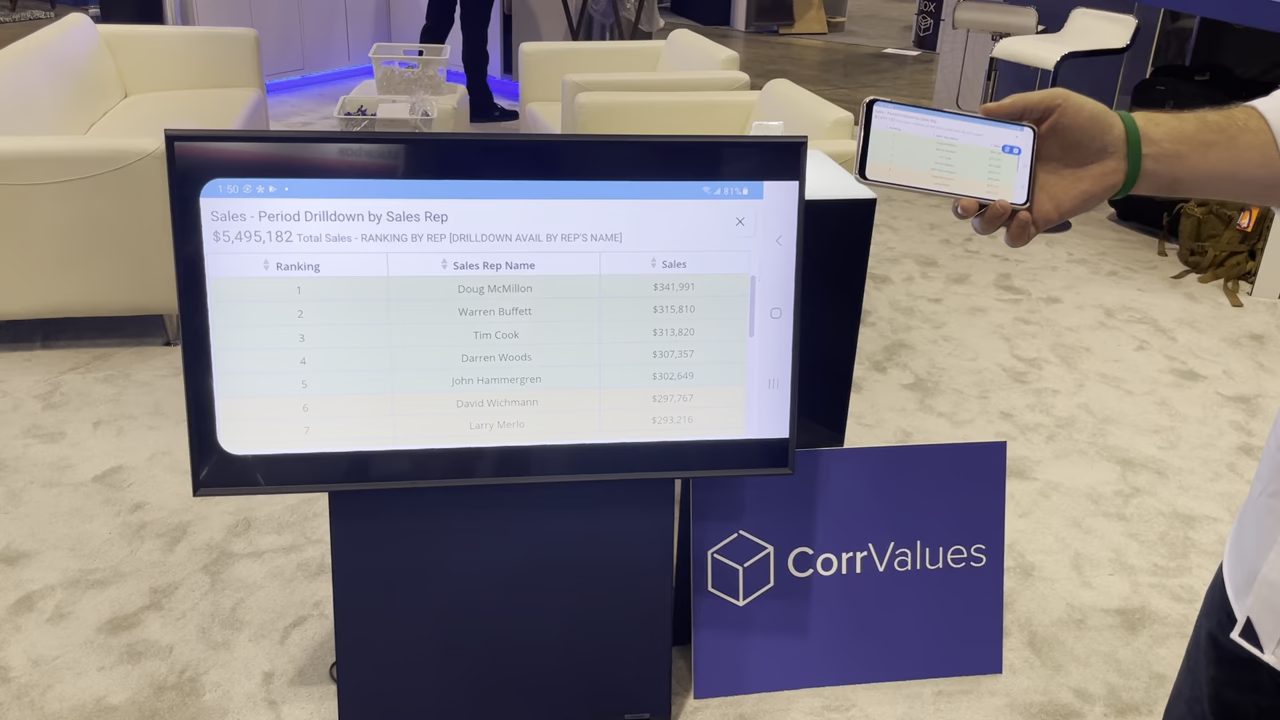 BOX
1:50
81%
Sales - Period Drilldown by Sales Rep
$5,495,182 Total Sales - RANKING BY REP [DRILLDOWN AVAIL BY REP'S NAME]
Ranking Sales Rep Name Sales
1 Doug McMillon $341,991
2 Warren Buffett $315,810
3 Tim Cook $313,820
4 Darren Woods $307,357
5 John Hammergren $302,649
6 David Wichmann $297,767
7 Larry Merlo $293,216
CorrValues